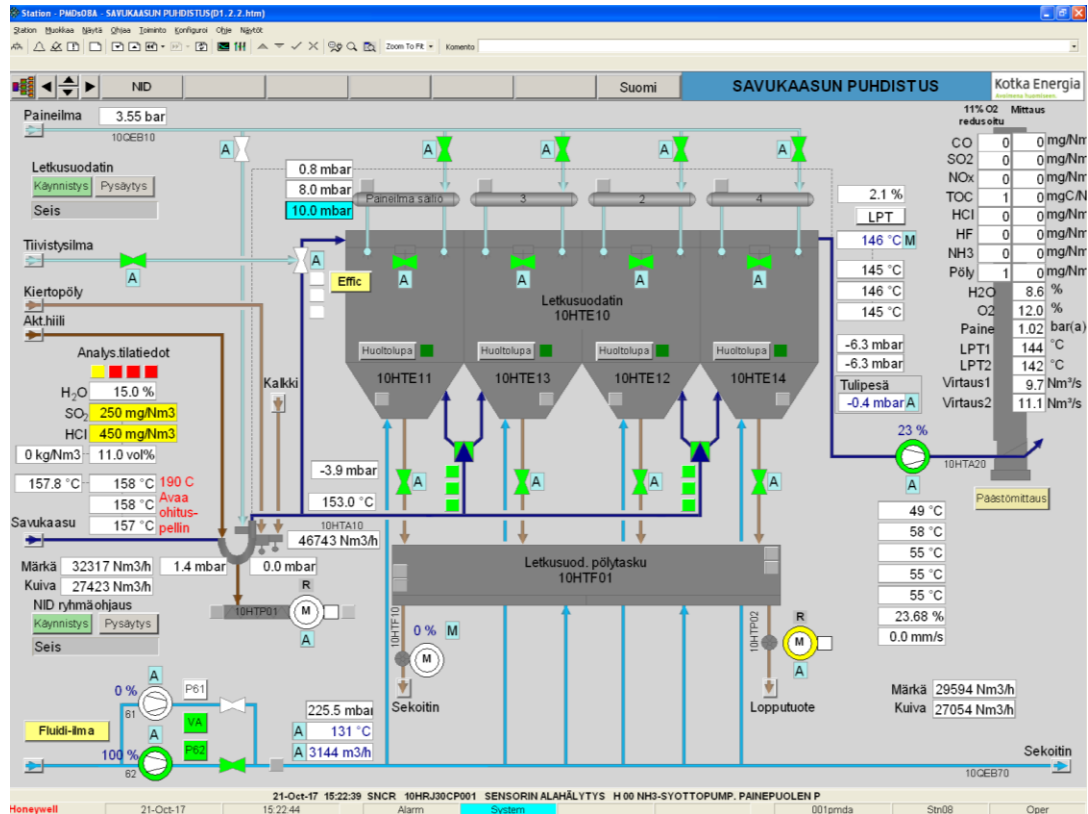 Station - PMDsOBA - SAVUKAASUN PUHDISTUS(D1.2.2.htm)
Station Muokkaa Näytä Ohjaa Toiminto Konfiguroi Ohje Näytöt
Zoom To Fit Komento
NID Suomi SAVUKAASUN PUHDISTUS Kotka Energia
Paineilma 3.55 bar
10QEB10
Letkusuodatin
Käynnistys Pysäytys
Seis
Tiivistysilma
A
Kiertopöly
Akt.hiili
Analys.tilatiedot
H2O 15.0 %
SO2 250 mg/Nm3
HCl 450 mg/Nm3
0 kg/Nm3 11.0 vol%
157.8 °C 158 °C 190 C
158 °C Avaa
ohitus-
157 °C pellin
Savukaasu
Märkä 32317 Nm3/h 1.4 mbar 0.0 mbar
Kuiva 27423 Nm3/h
NID ryhmäohjaus
Käynnistys Pysäytys
Seis
Kalkki
10HTP01 R M A
A A A A A
0.8 mbar
8.0 mbar
10.0 mbar
Paineilma säiliö 3 2 4
A Effic
A A A A
Letkusuodatin
10HTE10
Huoltolupa Huoltolupa Huoltolupa Huoltolupa
10HTE11 10HTE13 10HTE12 10HTE14
-3.9 mbar
153.0 °C
10HTA10
46743 Nm3/h
A A A A
Letkusuod. pölytasku
10HTF01
10HTF10 0 % M
M
Sekoitin
10HTP02 R
M
A
Lopputuote
2.1 %
LPT
146 °C M
145 °C
146 °C
145 °C
-6.3 mbar
-6.3 mbar
Tulipesä
-0.4 mbar A
23 %
10HTA20
A
49 °C
58 °C
55 °C
55 °C
55 °C
23.68 %
0.0 mm/s
11% O2 Mittaus
redusoitu
CO 0 0 mg/Nm
SO2 0 0 mg/Nm
NOx 0 0 mg/Nm
TOC 1 0 mgC/N
HCl 0 0 mg/Nm
HF 0 0 mg/Nm
NH3 0 0 mg/Nm
Pöly 1 0 mg/Nm
H2O 8.6 %
O2 12.0 %
Paine 1.02 bar(a)
LPT1 144 °C
LPT2 142 °C
Virtaus1 9.7 Nm³/s
Virtaus2 11.1 Nm³/s
Päästömittaus
Märkä 29594 Nm3/h
Kuiva 27054 Nm3/h
A
0 % P61
61
Fluidi-ilma A VA
100 % P62
62
225.5 mbar
A 131 °C
A 3144 m3/h
Sekoitin
10QEB70
21-Oct-17 15:22:39 SNCR 10HRJ30CP001 SENSORIN ALAHÄLYTYS H 00 NH3-SYOTTOPUMP. PAINEPUOLEN P
Honeywell 21-Oct-17 15:22:44 Alarm System 001pmda Stn08 Oper